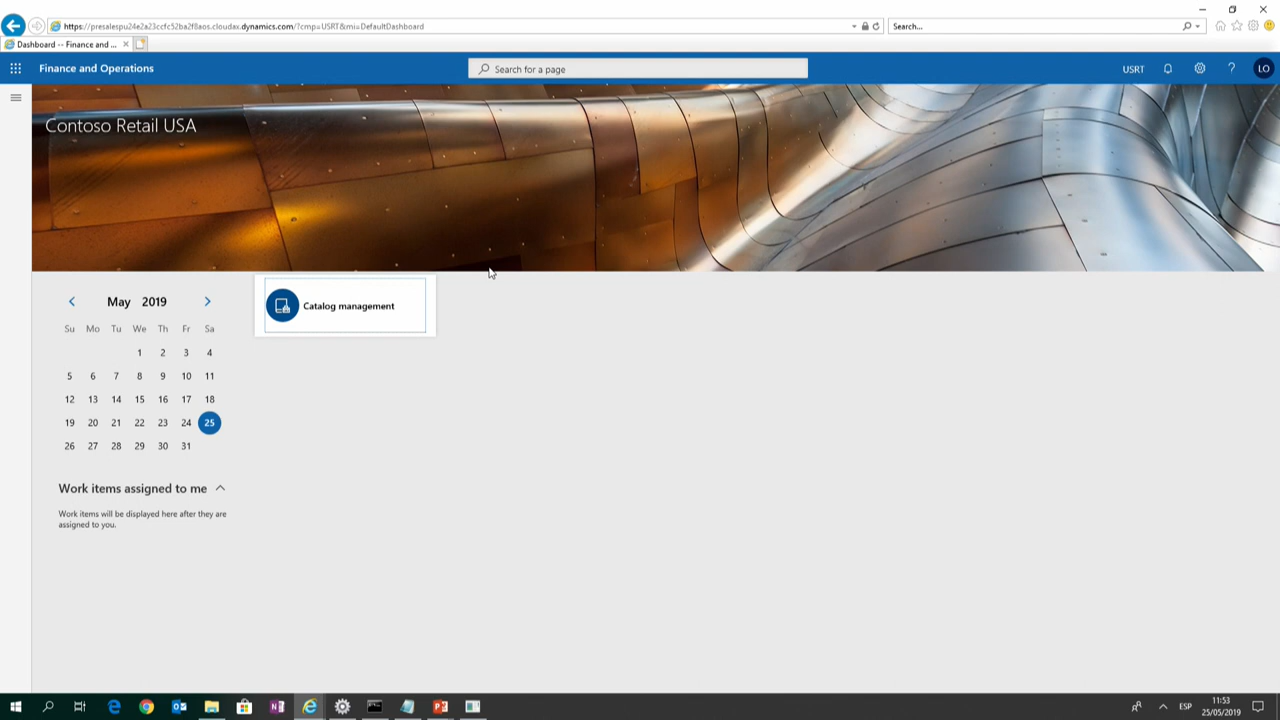 https://presalespu24e2a23ccfc52ba2f8aos.cloudax.dynamics.com/?cmp=USRT&mi=DefaultDashboard
Search...
Dashboard -- Finance and ...
Finance and Operations
Search for a page
USRT
?
LO
Contoso Retail USA
May 2019
Su Mo Tu We Th Fr Sa
1 2 3 4
5 6 7 8 9 10 11
12 13 14 15 16 17 18
19 20 21 22 23 24 25
26 27 28 29 30 31
Catalog management
Work items assigned to me
Work items will be displayed here after they are
assigned to you.
ESP
11:53
25/05/2019